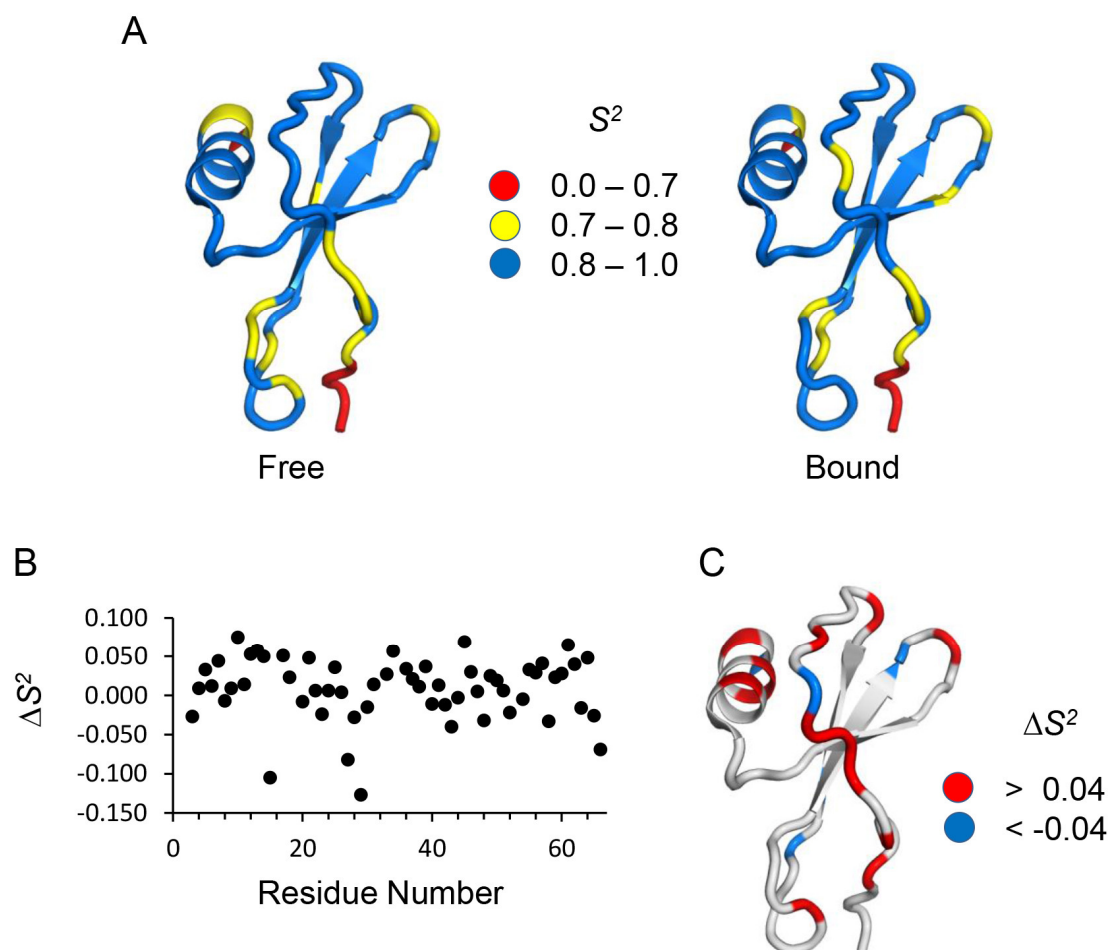 A
S²
0.0 – 0.7
0.7 – 0.8
0.8 – 1.0
Free
Bound
B
C
0.100
0.050
0.000
-0.050
-0.100
-0.150
ΔS²
0 20 40 60
Residue Number
ΔS²
> 0.04
< -0.04